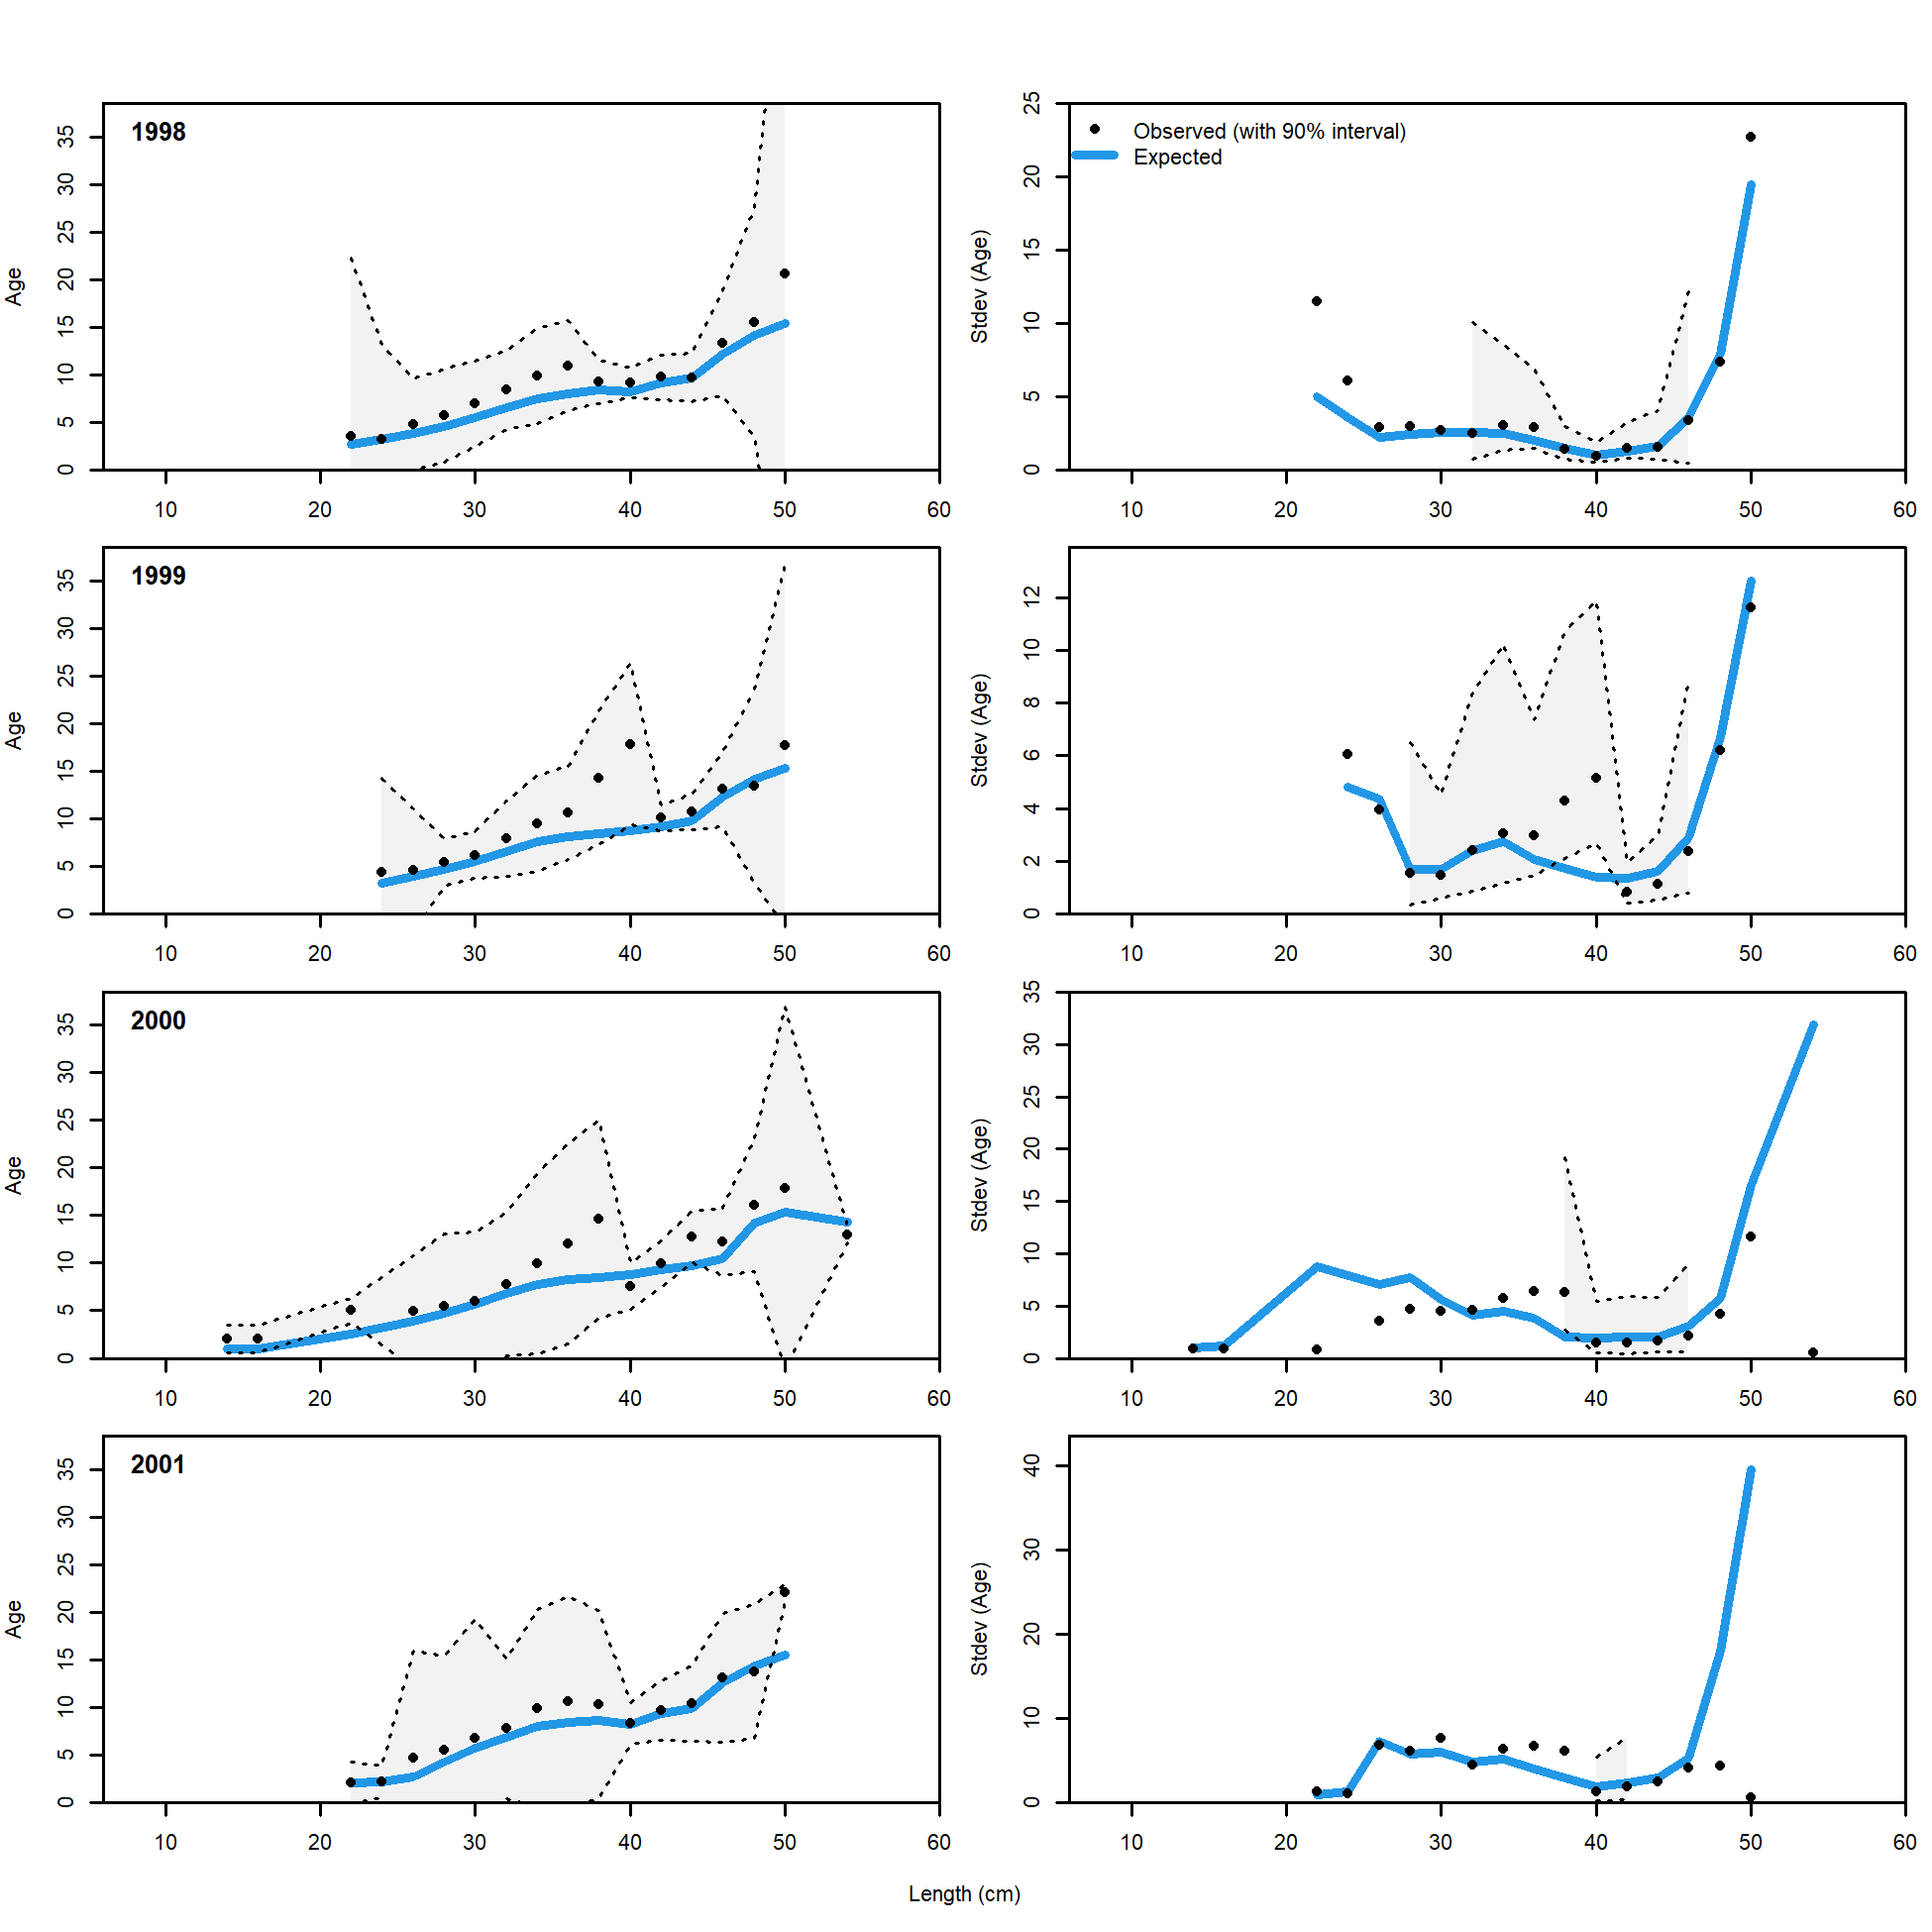 1998
Age
0 5 10 15 20 25 30 35
10 20 30 40 50 60
Observed (with 90% interval)
Expected
Stdev (Age)
0 5 10 15 20 25
10 20 30 40 50 60
1999
Age
0 5 10 15 20 25 30 35
10 20 30 40 50 60
Stdev (Age)
0 2 4 6 8 10 12
10 20 30 40 50 60
2000
Age
0 5 10 15 20 25 30 35
10 20 30 40 50 60
Stdev (Age)
0 5 10 15 20 25 30 35
10 20 30 40 50 60
2001
Age
0 5 10 15 20 25 30 35
10 20 30 40 50 60
Stdev (Age)
0 10 20 30 40
10 20 30 40 50 60
Length (cm)